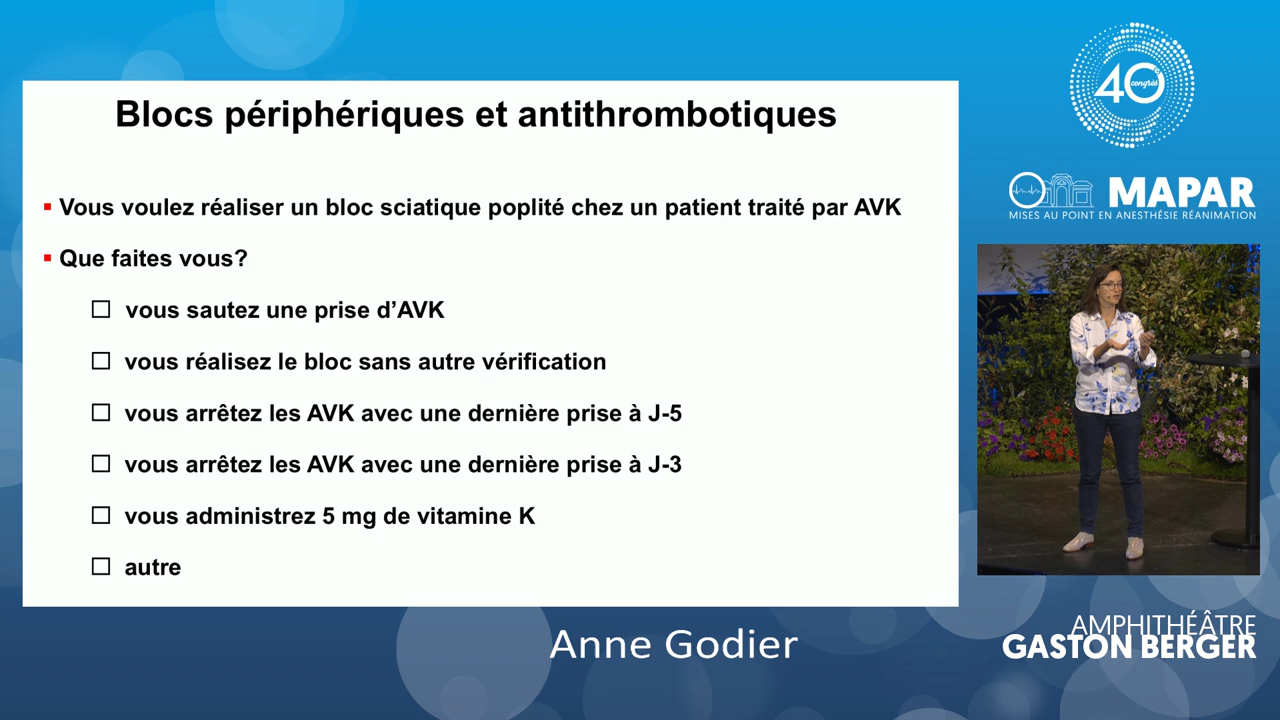 Blocs périphériques et antithrombotiques
Vous voulez réaliser un bloc sciatique poplité chez un patient traité par AVK
Que faites vous?
vous sautez une prise d’AVK
vous réalisez le bloc sans autre vérification
vous arrêtez les AVK avec une dernière prise à J-5
vous arrêtez les AVK avec une dernière prise à J-3
vous administrez 5 mg de vitamine K
autre
40e
congrès
MAPAR
MISES AU POINT EN ANESTHÉSIE RÉANIMATION
Anne Godier
AMPHITHÉÂTRE
GASTON BERGER